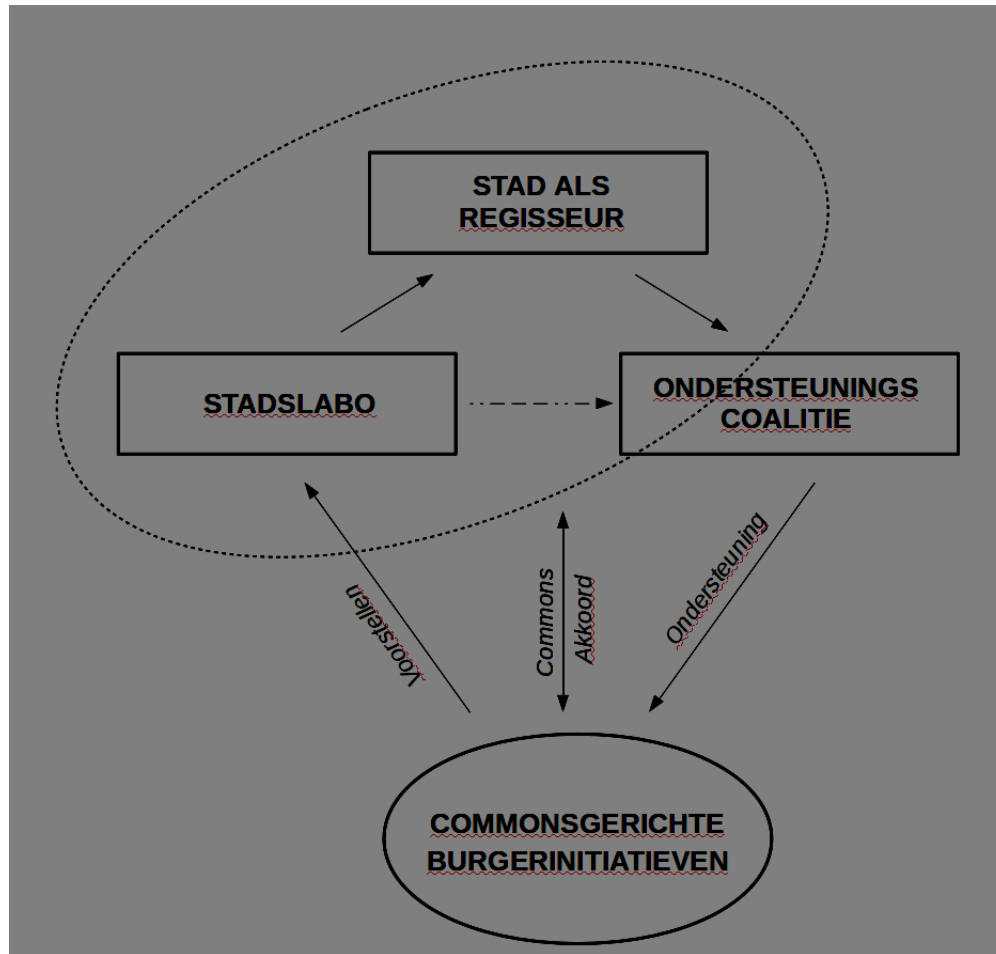 STAD ALS
REGISSEUR
STADSLABO
ONDERSTEUNINGS
COALITIE
Voorstellen
Commons
Akkoord
Ondersteuning
COMMONSGERICHTE
BURGERINITIATIEVEN